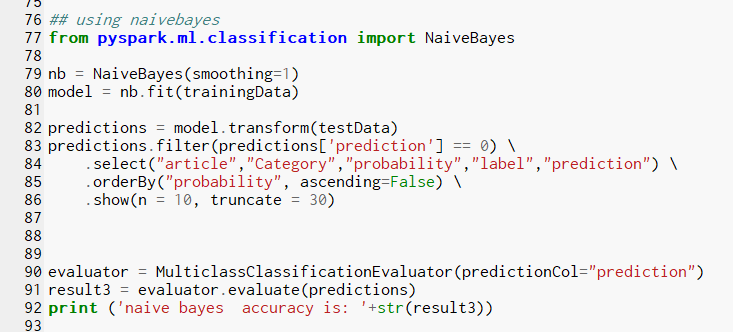 75
76 ## using naivebayes
77 from pyspark.ml.classification import NaiveBayes
78
79 nb = NaiveBayes(smoothing=1)
80 model = nb.fit(trainingData)
81
82 predictions = model.transform(testData)
83 predictions.filter(predictions['prediction'] == 0) \
84     .select("article","Category","probability","label","prediction") \
85     .orderBy("probability", ascending=False) \
86     .show(n = 10, truncate = 30)
87
88
89
90 evaluator = MulticlassClassificationEvaluator(predictionCol="prediction")
91 result3 = evaluator.evaluate(predictions)
92 print ('naive bayes  accuracy is: '+str(result3))
93